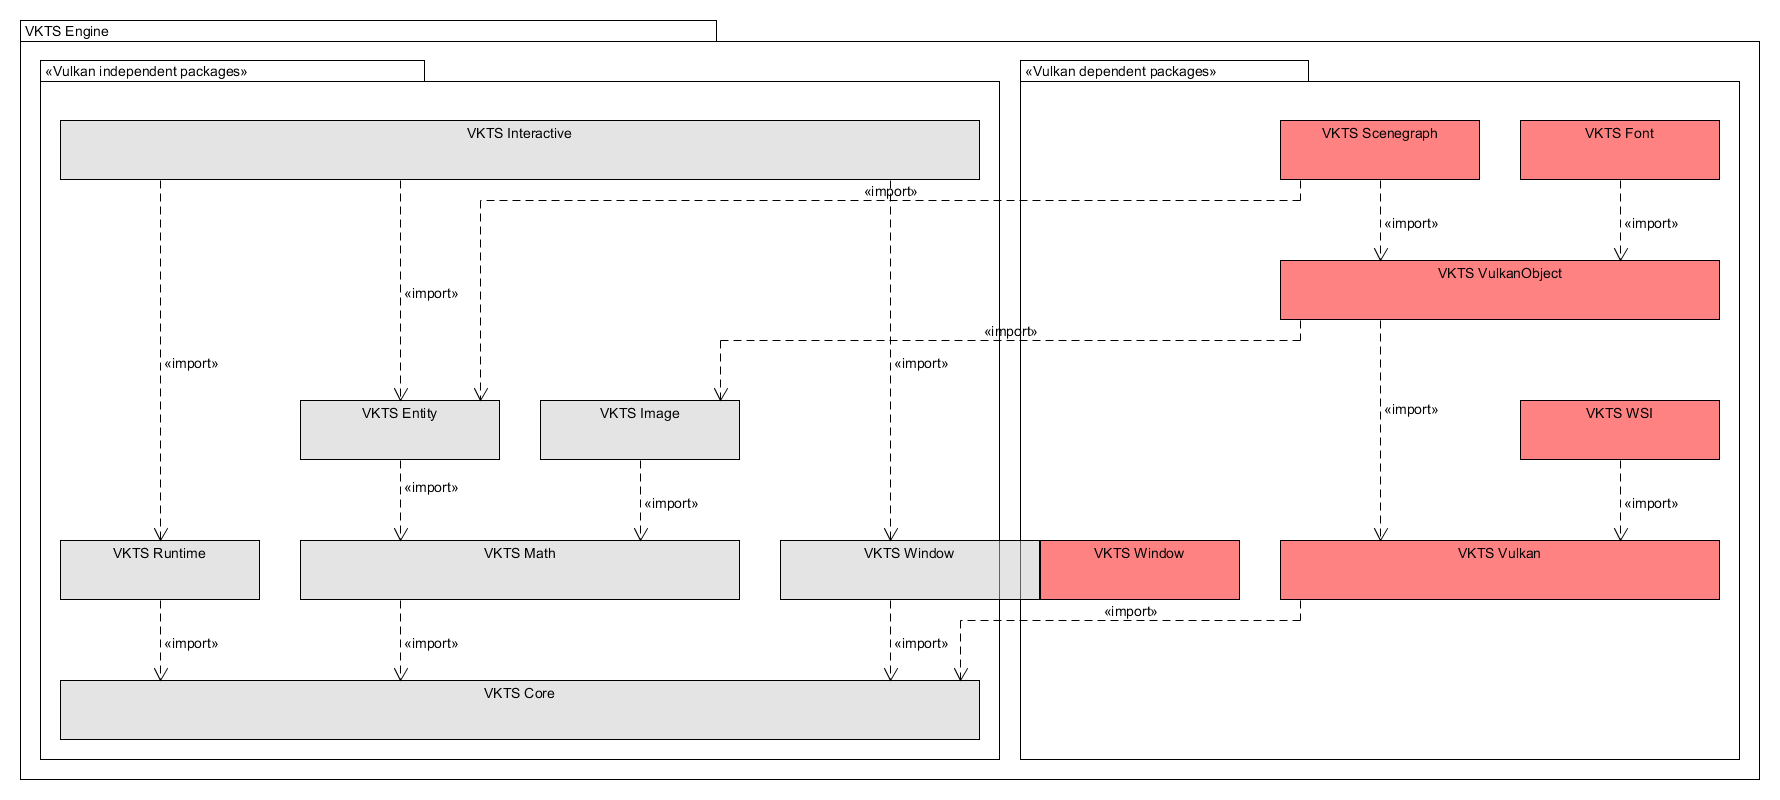 VKTS Engine
«Vulkan independent packages»
«Vulkan dependent packages»
VKTS Interactive
VKTS Scenegraph
VKTS Font
«import»
«import»
«import»
VKTS VulkanObject
«import»
«import»
«import»
«import»
VKTS Entity
VKTS Image
«import»
VKTS WSI
«import»
«import»
«import»
VKTS Runtime
VKTS Math
VKTS Window
VKTS Window
VKTS Vulkan
«import»
«import»
«import»
«import»
VKTS Core